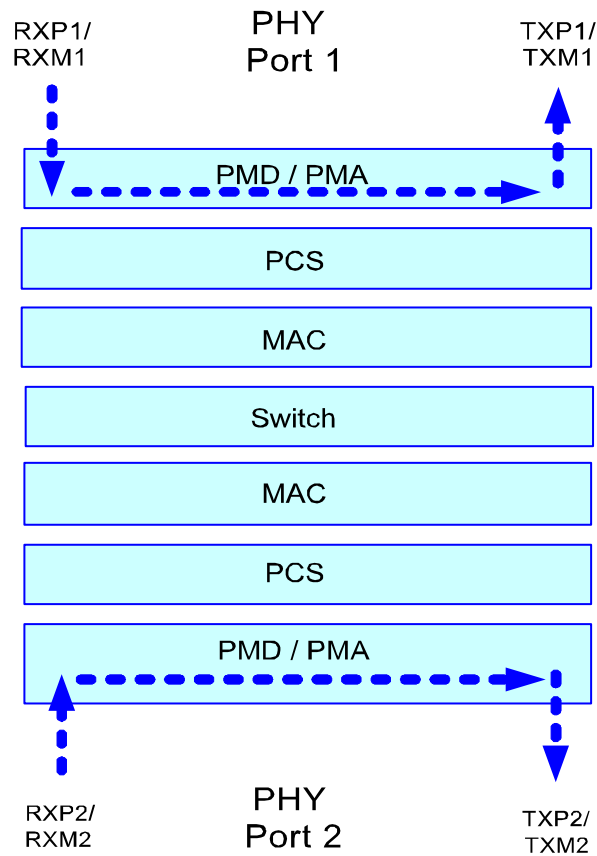 RXP1/
RXM1
PHY
Port 1
TXP1/
TXM1
PMD / PMA
PCS
MAC
Switch
MAC
PCS
PMD / PMA
RXP2/
RXM2
PHY
Port 2
TXP2/
TXM2